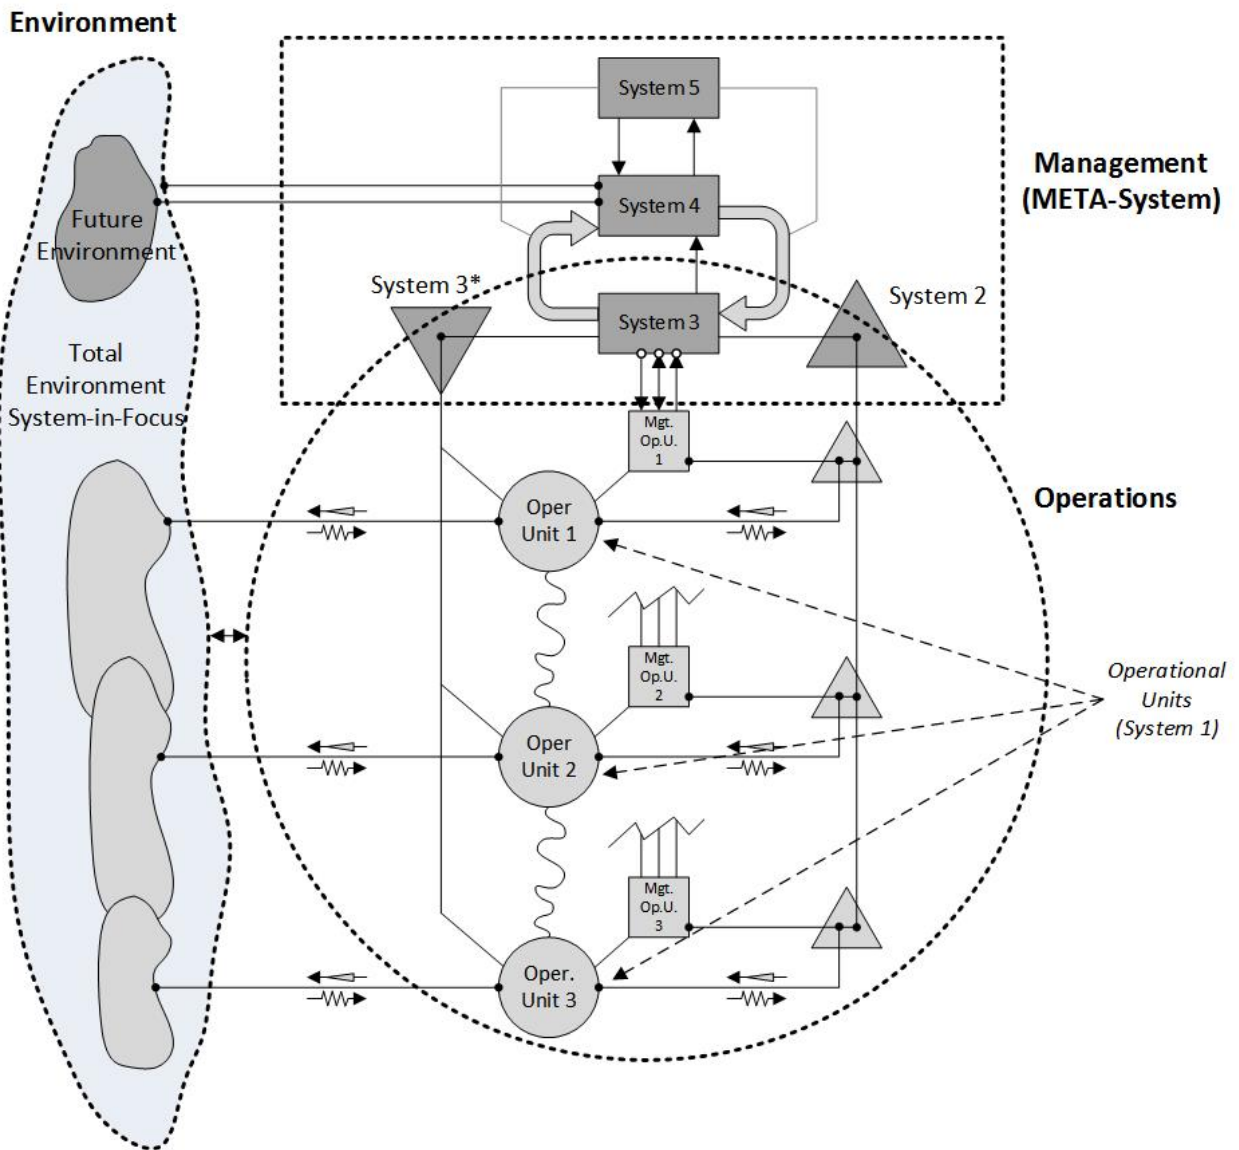 Environment
System 5
Management
(META-System)
System 4
Future
Environment
System 3*
System 2
System 3
Total
Environment
System-in-Focus
Mgt.
Op.U.
1
Operations
Oper
Unit 1
Mgt.
Op.U.
2
Operational
Units
(System 1)
Oper
Unit 2
Mgt.
Op.U.
3
Oper.
Unit 3